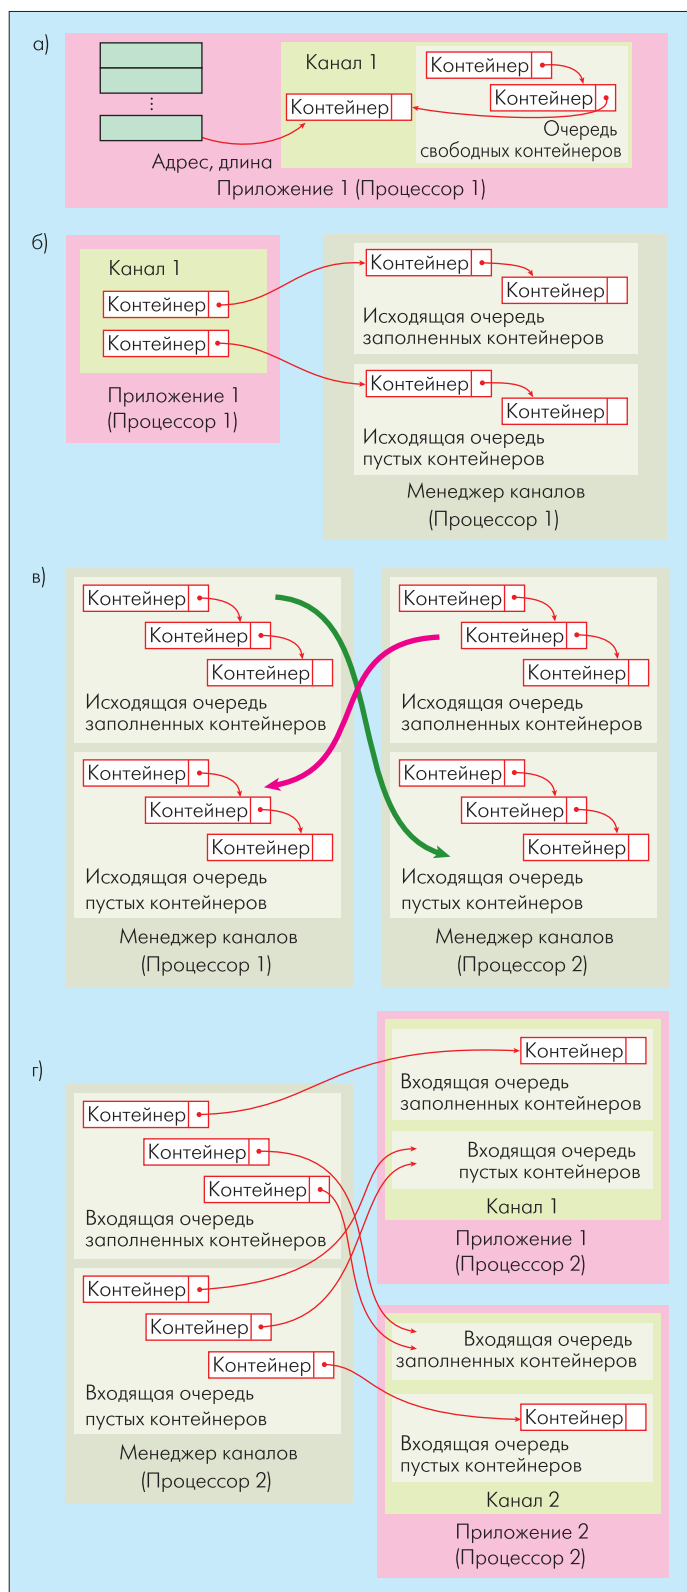 а)
Канал 1
Контейнер
Контейнер
Контейнер
Очередь
свободных контейнеров
Адрес, длина
Приложение 1 (Процессор 1)
б)
Канал 1
Контейнер
Контейнер
Приложение 1
(Процессор 1)
Контейнер
Контейнер
Исходящая очередь
заполненных контейнеров
Контейнер
Контейнер
Исходящая очередь
пустых контейнеров
Менеджер каналов
(Процессор 1)
в)
Контейнер
Контейнер
Контейнер
Исходящая очередь
заполненных контейнеров
Контейнер
Контейнер
Контейнер
Исходящая очередь
пустых контейнеров
Менеджер каналов
(Процессор 1)
Контейнер
Контейнер
Контейнер
Исходящая очередь
заполненных контейнеров
Контейнер
Контейнер
Контейнер
Исходящая очередь
пустых контейнеров
Менеджер каналов
(Процессор 2)
г)
Контейнер
Контейнер
Контейнер
Входящая очередь
заполненных контейнеров
Контейнер
Контейнер
Контейнер
Входящая очередь
пустых контейнеров
Менеджер каналов
(Процессор 2)
Контейнер
Входящая очередь
заполненных контейнеров
Входящая очередь
пустых контейнеров
Канал 1
Приложение 1
(Процессор 2)
Входящая очередь
заполненных контейнеров
Контейнер
Входящая очередь
пустых контейнеров
Канал 2
Приложение 2
(Процессор 2)